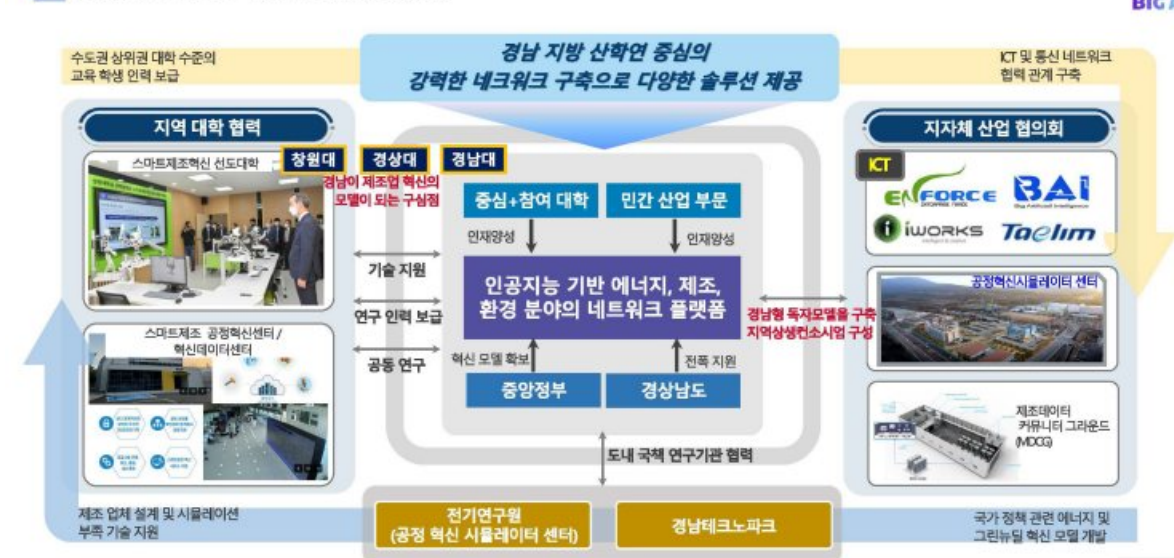 BIG
경남 지방 산학연 중심의
강력한 네크워크 구축으로 다양한 솔루션 제공
수도권 상위권 대학 수준의
교육 학생 인력 보급
ICT 및 통신 네트워크
협력 관계 구축
지역 대학 협력
스마트제조혁신 선도대학
창원대
경상대
경남대
경남이 제조업 혁신의
모델이 되는 구심점
기술 지원
연구 인력 보급
공동 연구
스마트제조 공정혁신센터 /
혁신데이터센터
중심+참여 대학
민간 산업 부문
인재양성
인재양성
인공지능 기반 에너지, 제조,
환경 분야의 네트워크 플랫폼
혁신 모델 확보
전폭 지원
중앙정부
경상남도
도내 국책 연구기관 협력
경남형 독자모델을 구축
지역상생컨소시엄 구성
지자체 산업 협의회
ICT
ENFORCE
BAI
Big Artificial Intelligence
iWORKS
Taelim
공정혁신시뮬레이터 센터
제조데이터
커뮤니터 그라운드
(MDCG)
제조 업체 설계 및 시뮬레이션
부족 기술 지원
전기연구원
(공정 혁신 시뮬레이터 센터)
경남테크노파크
국가 정책 관련 에너지 및
그린뉴딜 혁신 모델 개발